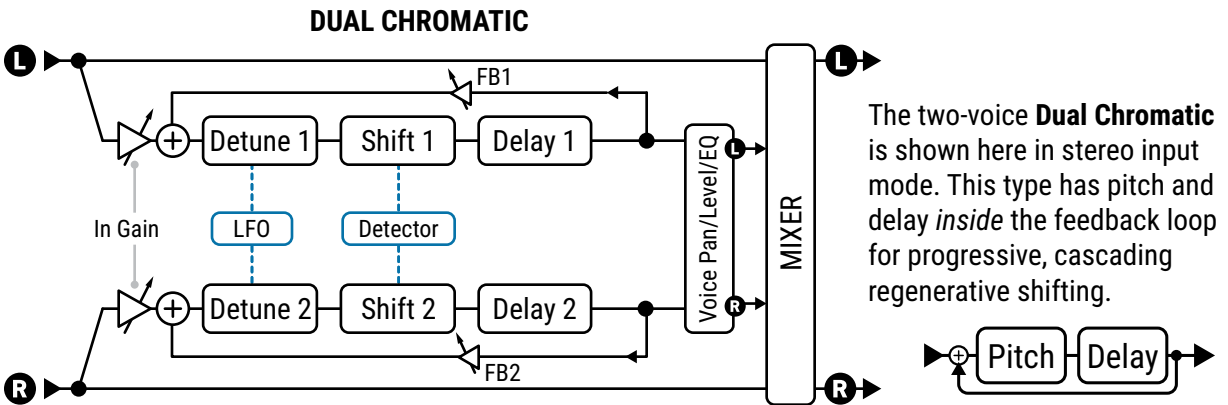 DUAL CHROMATIC
L
L
FB1
Detune 1
Shift 1
Delay 1
In Gain
LFO
Detector
Voice Pan/Level/EQ
L
R
MIXER
Detune 2
Shift 2
Delay 2
FB2
R
R
The two-voice Dual Chromatic
is shown here in stereo input
mode. This type has pitch and
delay inside the feedback loop
for progressive, cascading
regenerative shifting.
Pitch
Delay